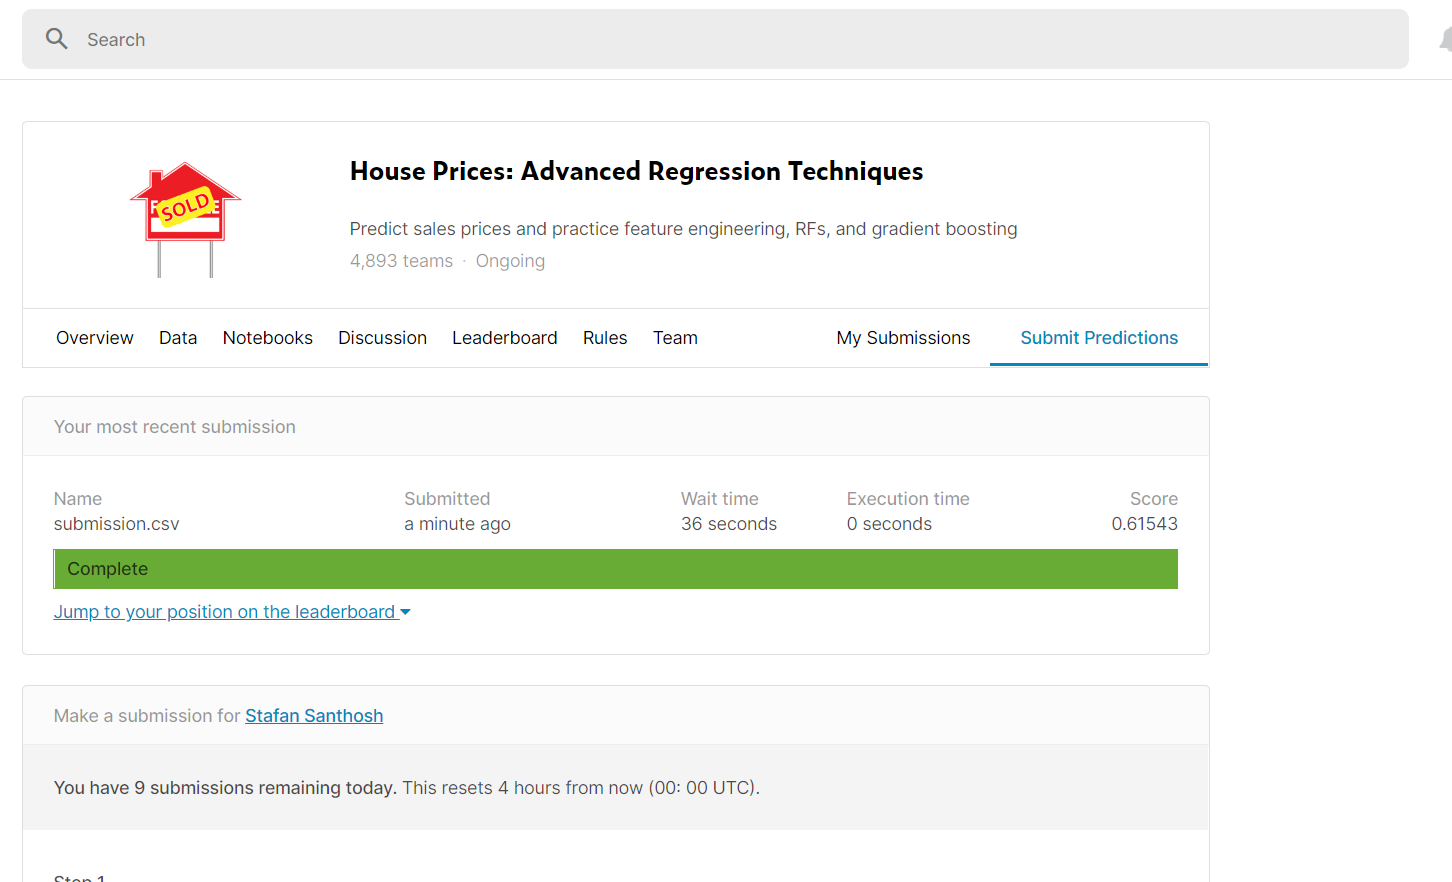 Search
SOLD
House Prices: Advanced Regression Techniques
Predict sales prices and practice feature engineering, RFs, and gradient boosting
4,893 teams · Ongoing
Overview Data Notebooks Discussion Leaderboard Rules Team My Submissions Submit Predictions
Your most recent submission
Name Submitted Wait time Execution time Score
submission.csv a minute ago 36 seconds 0 seconds 0.61543
Complete
Jump to your position on the leaderboard
Make a submission for Stafan Santhosh
You have 9 submissions remaining today. This resets 4 hours from now (00: 00 UTC).
Step 1